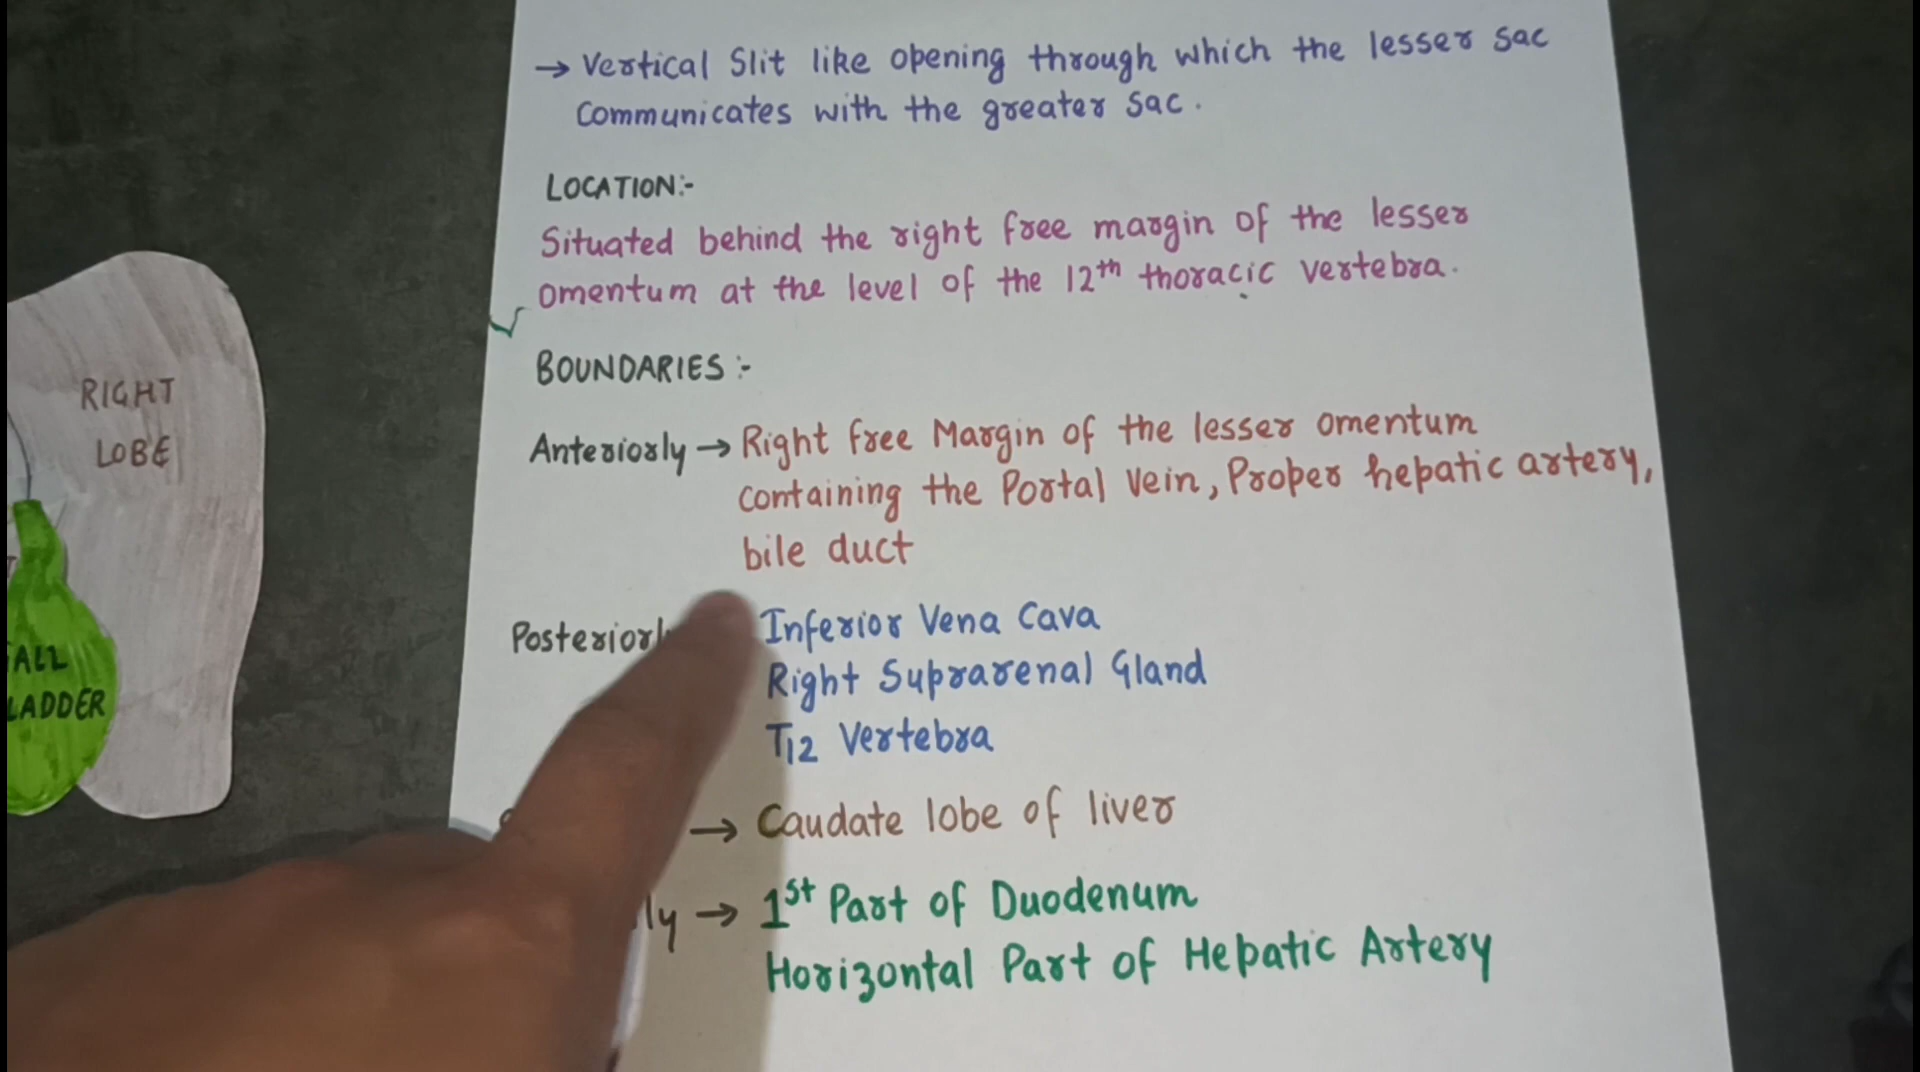 → Vertical Slit like opening through which the lesser sac
Communicates with the greater sac.
LOCATION:-
Situated behind the right free margin of the lesser
omentum at the level of the 12th thoracic vertebra.
BOUNDARIES :-
Anteriorly → Right free Margin of the lesser omentum
containing the Portal Vein, Proper hepatic artery,
bile duct
Inferior Vena Cava
Right Suprarenal Gland
T12 Vertebra
→ Caudate lobe of liver
ly → 1st Part of Duodenum
Horizontal Part of Hepatic Artery
RIGHT
LOBE
ALL
LADDER